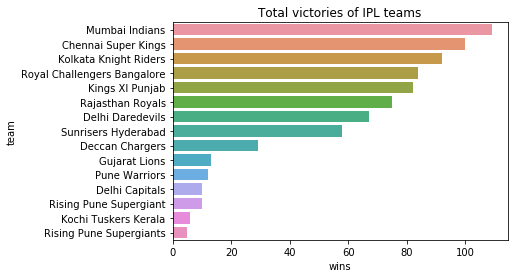 Total victories of IPL teams
team
Mumbai Indians
Chennai Super Kings
Kolkata Knight Riders
Royal Challengers Bangalore
Kings XI Punjab
Rajasthan Royals
Delhi Daredevils
Sunrisers Hyderabad
Deccan Chargers
Gujarat Lions
Pune Warriors
Delhi Capitals
Rising Pune Supergiant
Kochi Tuskers Kerala
Rising Pune Supergiants
0 20 40 60 80 100
wins